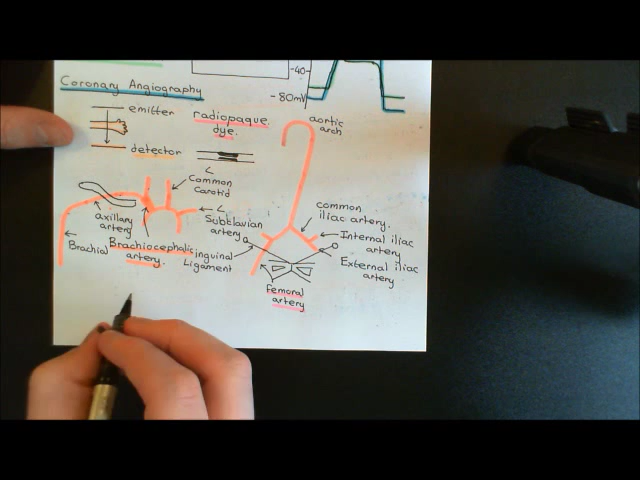 -40
-80mV
Coronary Angiography
emitter
radiopaque
dye.
detector
aortic
arch
L
Common
Carotid
L
Subclavian
artery
axillary
artery
Brachial
Brachiocephalic
artery.
inguinal
Ligament
common
iliac artery.
Internal iliac
artery
External iliac
artery
femoral
artery